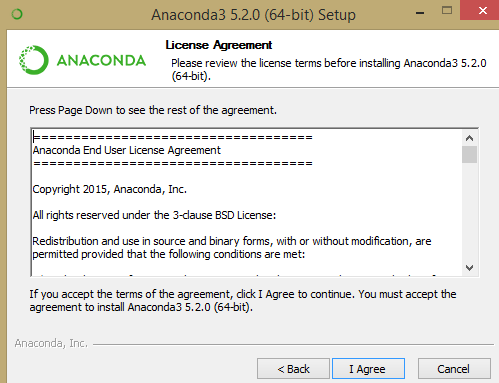 Anaconda3 5.2.0 (64-bit) Setup
ANACONDA
License Agreement
Please review the license terms before installing Anaconda3 5.2.0
(64-bit).
Press Page Down to see the rest of the agreement.
===================================
Anaconda End User License Agreement
===================================
Copyright 2015, Anaconda, Inc.
All rights reserved under the 3-clause BSD License:
Redistribution and use in source and binary forms, with or without modification, are
permitted provided that the following conditions are met:
If you accept the terms of the agreement, click I Agree to continue. You must accept the
agreement to install Anaconda3 5.2.0 (64-bit).
Anaconda, Inc.
< Back
I Agree
Cancel